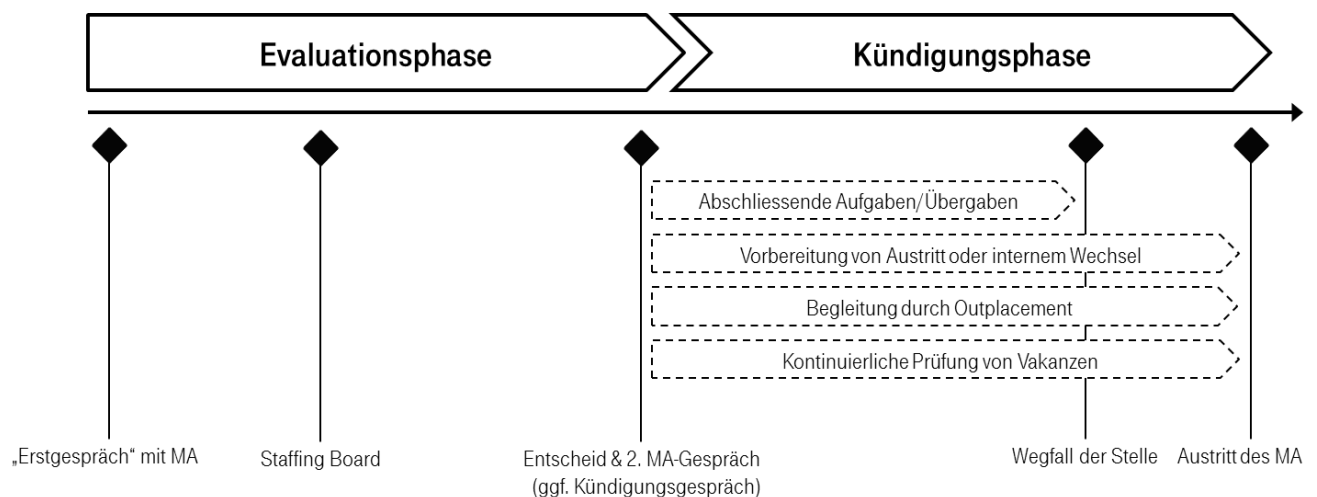 Evaluationsphase
Kündigungsphase
Abschliessende Aufgaben/Übergaben
Vorbereitung von Austritt oder internem Wechsel
Begleitung durch Outplacement
Kontinuierliche Prüfung von Vakanzen
„Erstgespräch“ mit MA
Staffing Board
Entscheid & 2. MA-Gespräch
(ggf. Kündigungsgespräch)
Wegfall der Stelle
Austritt des MA